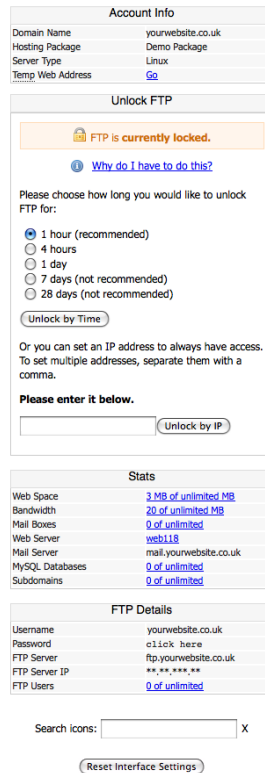 Account Info
Domain Name yourwebsite.co.uk
Hosting Package Demo Package
Server Type Linux
Temp Web Address Go
Unlock FTP
FTP is currently locked.
Why do I have to do this?
Please choose how long you would like to unlock
FTP for:
1 hour (recommended)
4 hours
1 day
7 days (not recommended)
28 days (not recommended)
Unlock by Time
Or you can set an IP address to always have access.
To set multiple addresses, separate them with a
comma.
Please enter it below.
Unlock by IP
Stats
Web Space 3 MB of unlimited MB
Bandwidth 20 of unlimited MB
Mail Boxes 0 of unlimited
Web Server web118
Mail Server mail.yourwebsite.co.uk
MySQL Databases 0 of unlimited
Subdomains 0 of unlimited
FTP Details
Username yourwebsite.co.uk
Password click here
FTP Server ftp.yourwebsite.co.uk
FTP Server IP **.**.***.**
FTP Users 0 of unlimited
Search icons: X
Reset Interface Settings